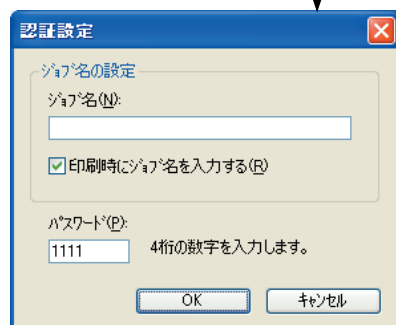 認証設定
ｼﾞｮﾌﾞ名の設定
ｼﾞｮﾌﾞ名(N):
印刷時にｼﾞｮﾌﾞ名を入力する(R)
ﾊﾟｽﾜｰﾄﾞ(P):
1111 4桁の数字を入力します。
OK ｷｬﾝｾﾙ